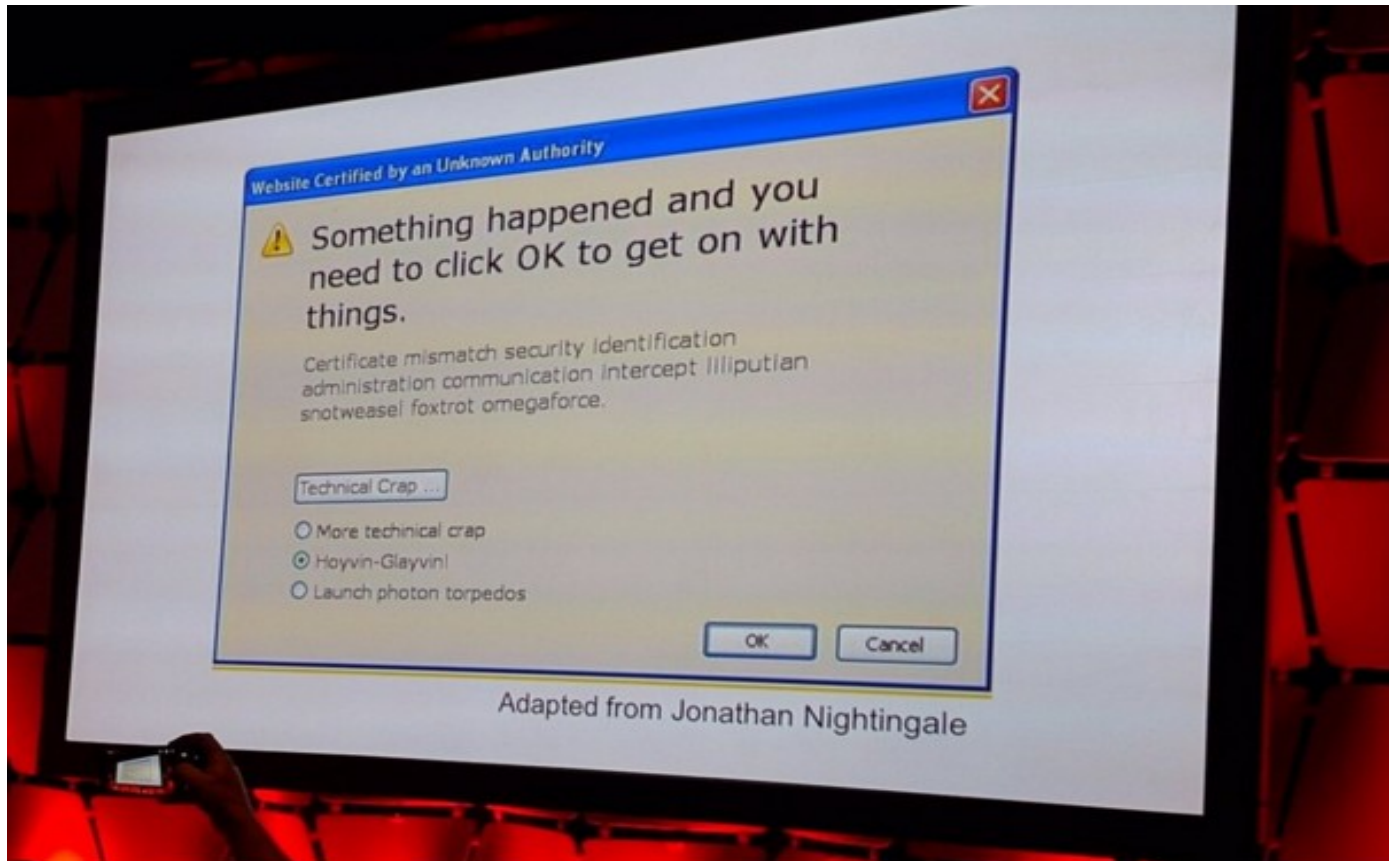 Website Certified by an Unknown Authority
Something happened and you
need to click OK to get on with
things.
Certificate mismatch security identification
administration communication intercept lilliputian
snotweasel foxtrot omegaforce.
Technical Crap ...
More techinical crap
Hoyvin-Glayvin!
Launch photon torpedos
OK
Cancel
Adapted from Jonathan Nightingale